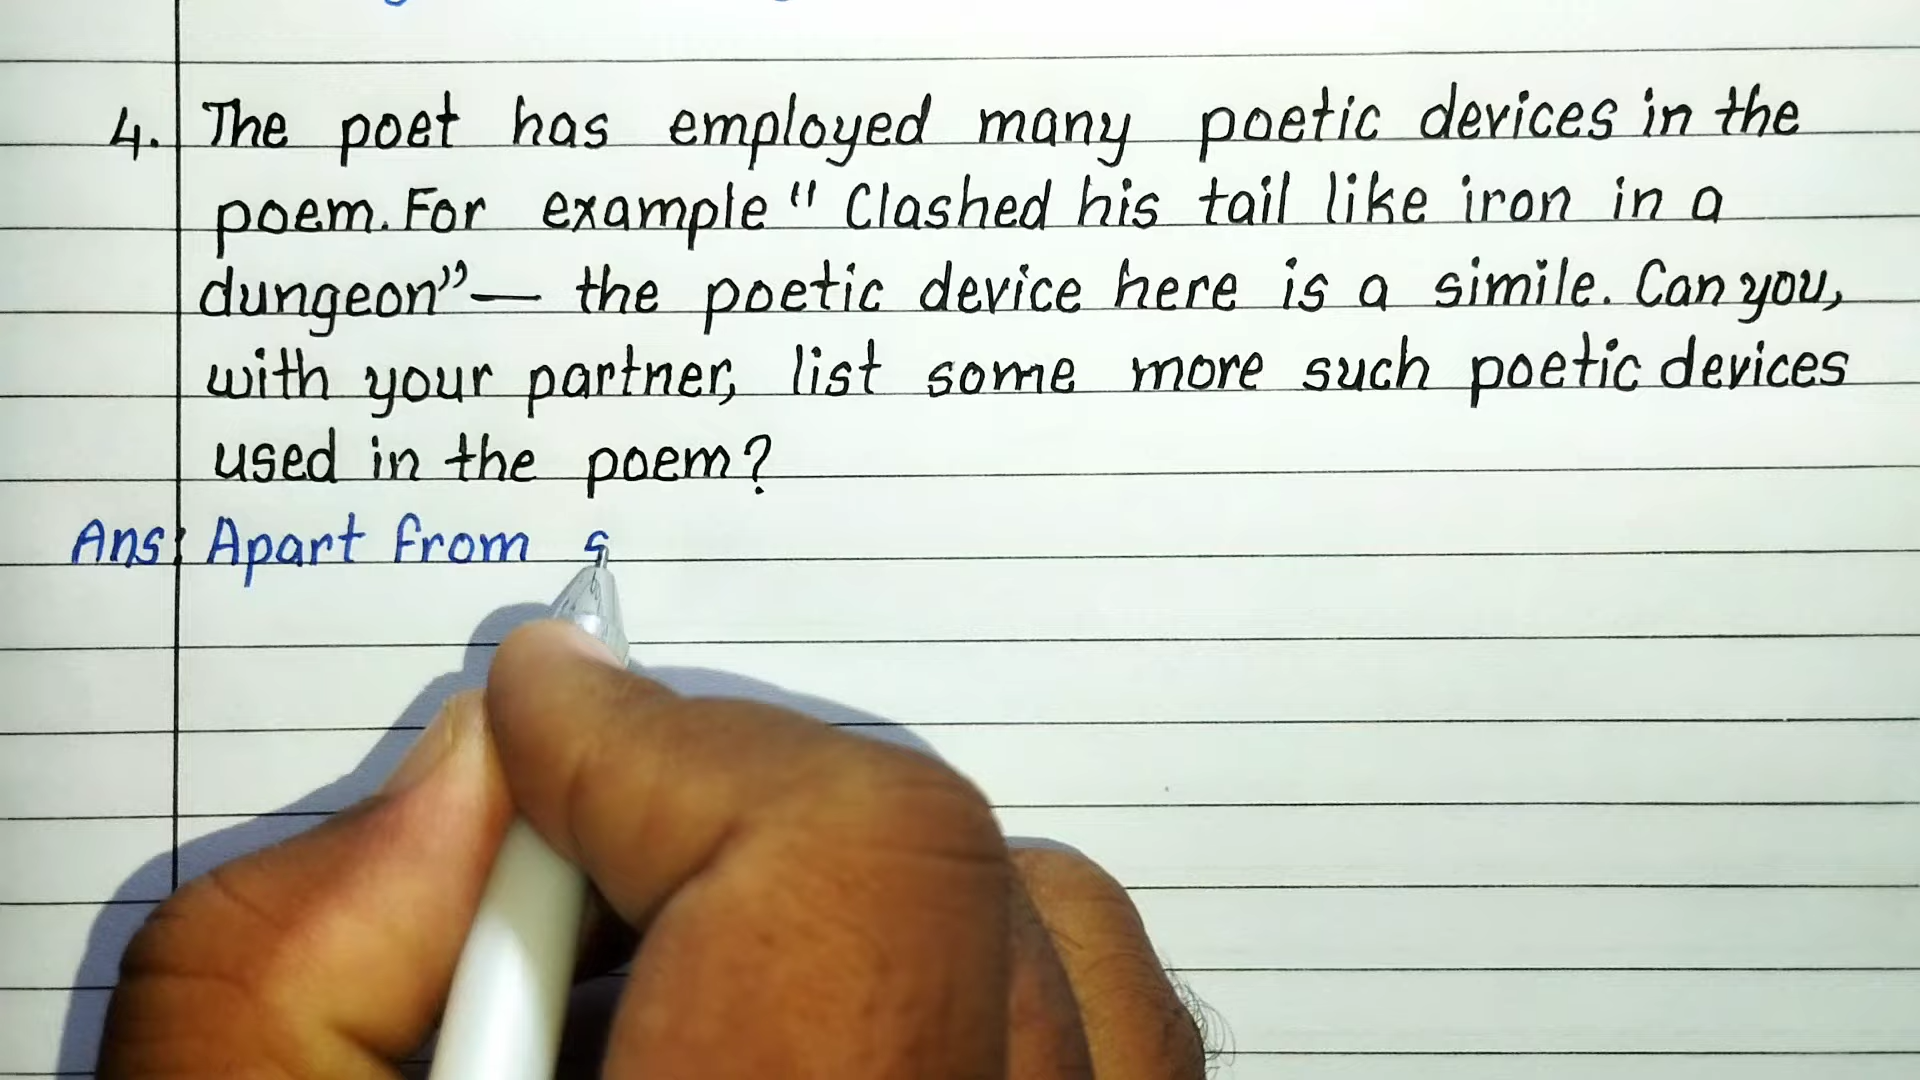 4. The poet has employed many poetic devices in the
poem. For example "Clashed his tail like iron in a
dungeon" — the poetic device here is a simile. Can you,
with your partner, list some more such poetic devices
used in the poem?
Ans: Apart from s